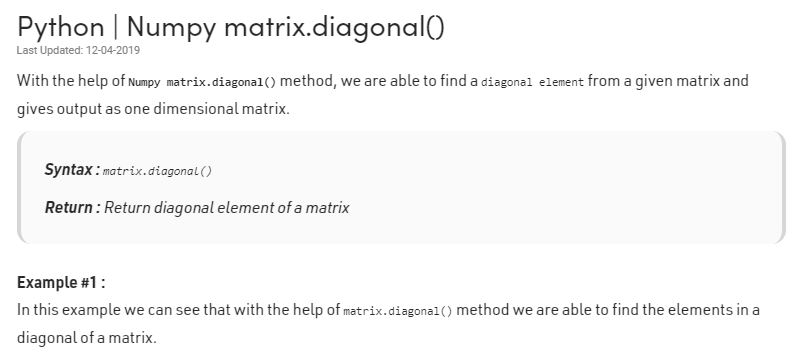 Python | Numpy matrix.diagonal()
Last Updated: 12-04-2019
With the help of Numpy matrix.diagonal() method, we are able to find a diagonal element from a given matrix and
gives output as one dimensional matrix.
Syntax : matrix.diagonal()
Return : Return diagonal element of a matrix
Example #1 :
In this example we can see that with the help of matrix.diagonal() method we are able to find the elements in a
diagonal of a matrix.